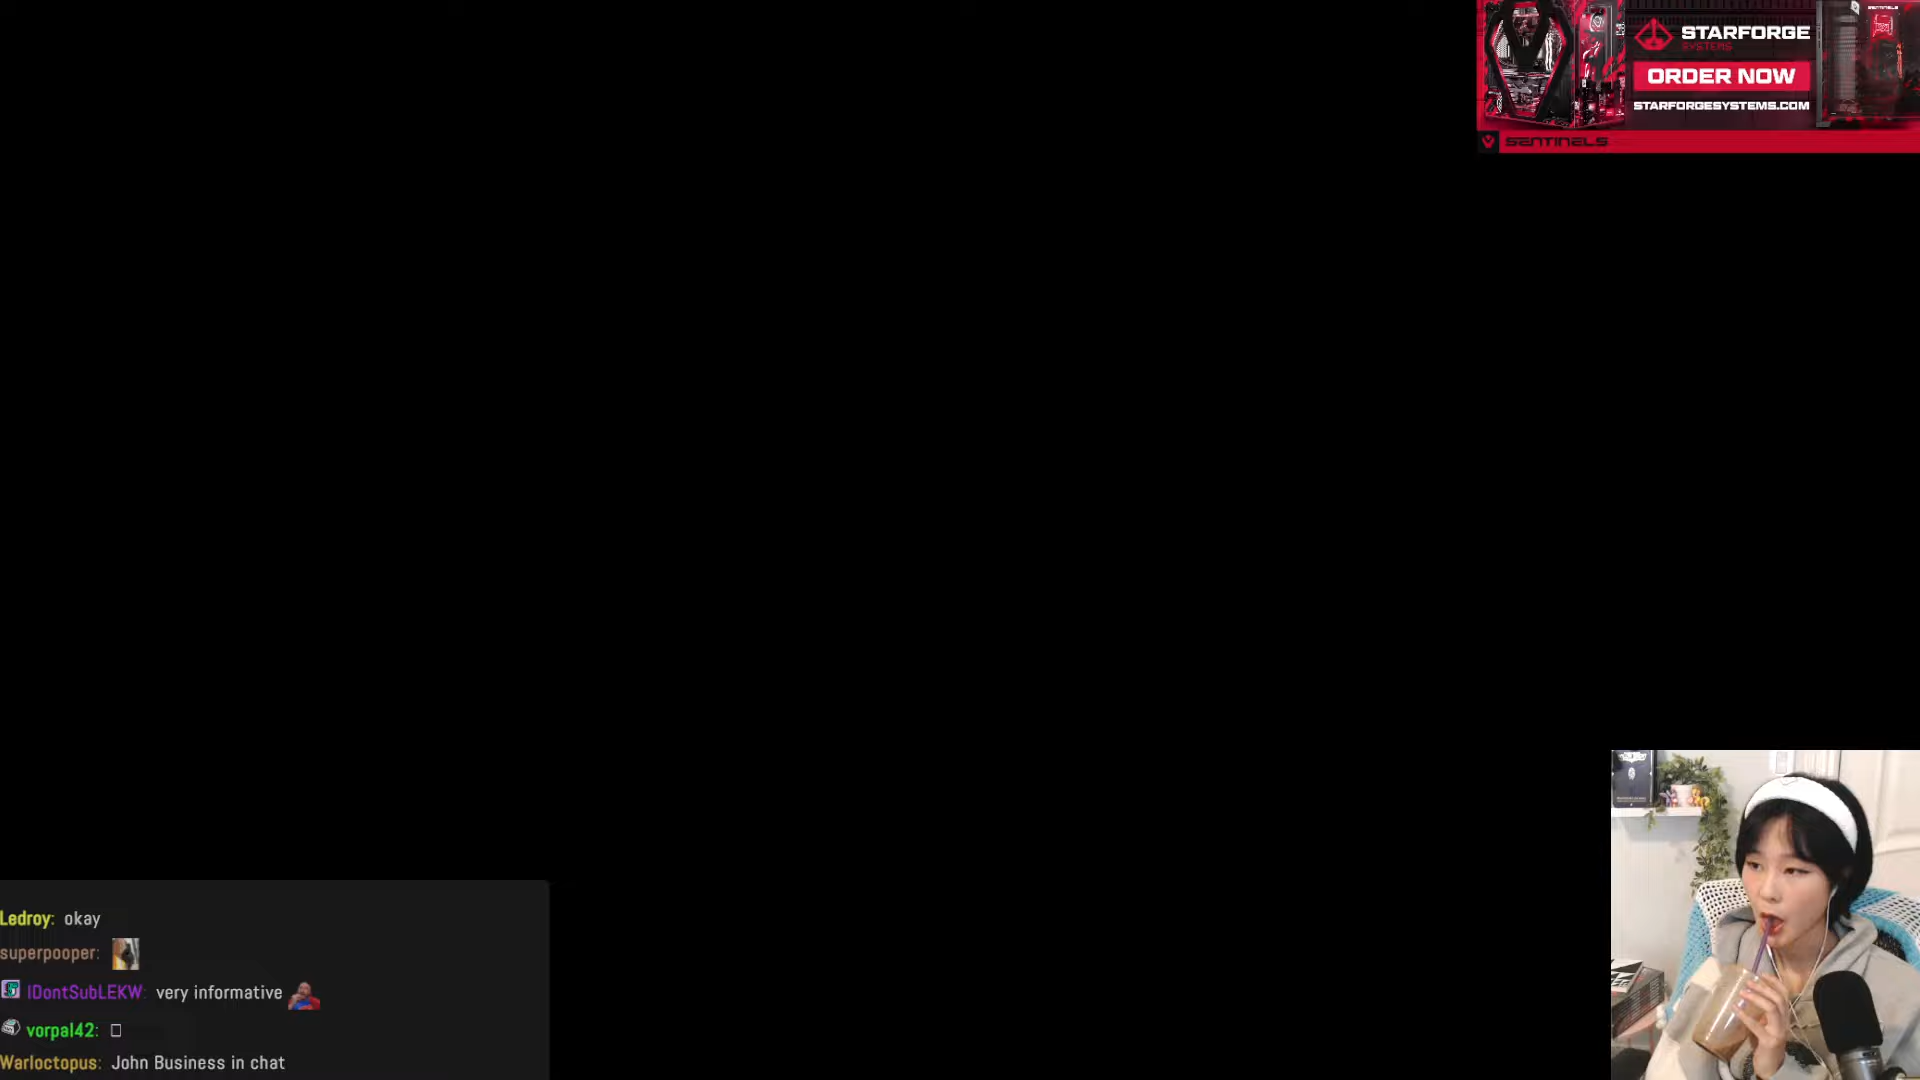 STARFORGE
SYSTEMS
ORDER NOW
STARFORGESYSTEMS.COM
SENTINELS
Ledroy: okay
superpooper:
IDontSubLEKW: very informative
vorpal42:
Warloctopus: John Business in chat